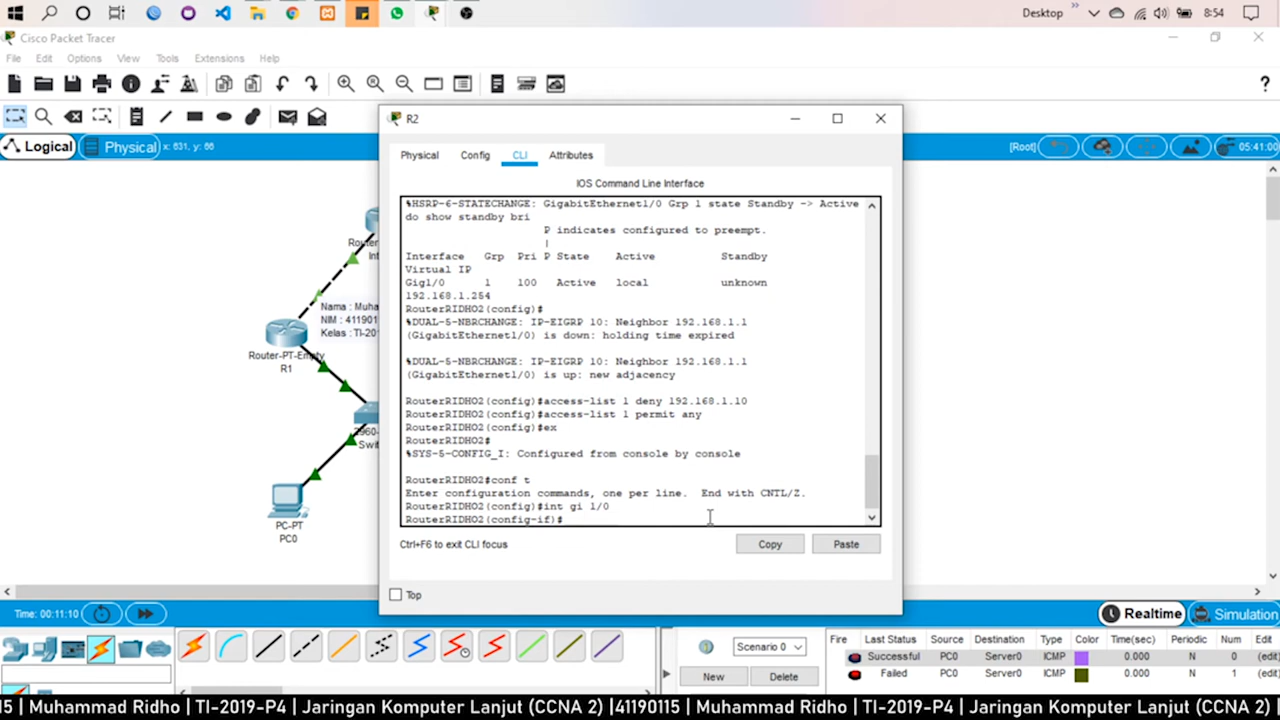 Desktop
8:54
Cisco Packet Tracer
File Edit Options View Tools Extensions Help
?
Logical
Physical
x: 631, y: 66
[Root]
05:41:00
R2
Physical Config CLI Attributes
IOS Command Line Interface
%HSRP-6-STATECHANGE: GigabitEthernet1/0 Grp 1 state Standby -> Active
do show standby bri
P indicates configured to preempt.
|
Interface Grp Pri P State Active Standby
Virtual IP
Gig1/0 1 100 Active local unknown
192.168.1.254
RouterRIDHO2(config)#
%DUAL-5-NBRCHANGE: IP-EIGRP 10: Neighbor 192.168.1.1
(GigabitEthernet1/0) is down: holding time expired
%DUAL-5-NBRCHANGE: IP-EIGRP 10: Neighbor 192.168.1.1
(GigabitEthernet1/0) is up: new adjacency
RouterRIDHO2(config)#access-list 1 deny 192.168.1.10
RouterRIDHO2(config)#access-list 1 permit any
RouterRIDHO2(config)#ex
RouterRIDHO2#
%SYS-5-CONFIG_I: Configured from console by console
RouterRIDHO2#conf t
Enter configuration commands, one per line. End with CNTL/Z.
RouterRIDHO2(config)#int gi 1/0
RouterRIDHO2(config-if)#
Ctrl+F6 to exit CLI focus
Copy
Paste
Top
Nama : Muha
NIM : 411901
Kelas : TI-201
Router-PT-Empty
R1
PC-PT
PC0
Time: 00:11:10
Realtime
Simulation
Scenario 0
New
Delete
Fire Last Status Source Destination Type Color Time(sec) Periodic Num Edit
Successful PC0 Server0 ICMP 0.000 N 0 (edit)
Failed PC0 Server0 ICMP 0.000 N 1 (edit)
15 | Muhammad Ridho | TI-2019-P4 | Jaringan Komputer Lanjut (CCNA 2) |41190115 | Muhammad Ridho | TI-2019-P4 | Jaringan Komputer Lanjut (CCNA 2)